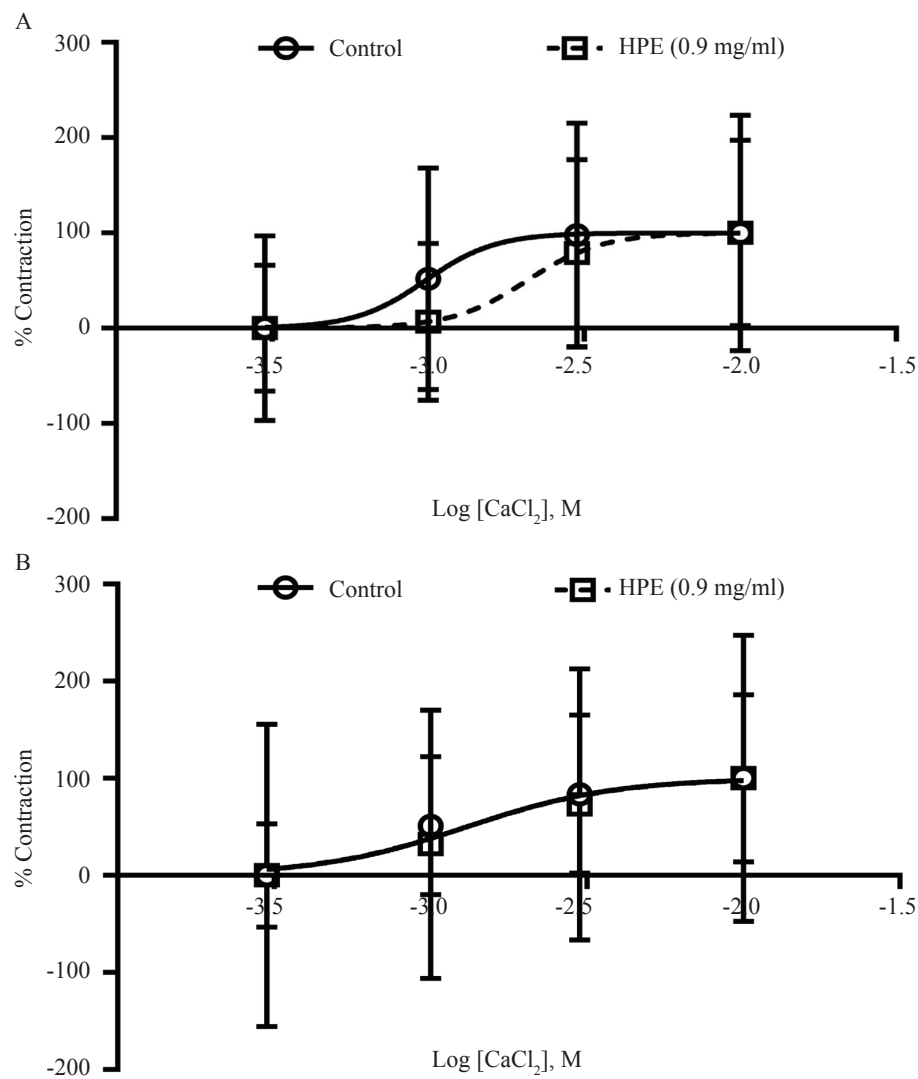 A
300
Control
HPE (0.9 mg/ml)
200
100
0
-3.5
-3.0
-2.5
-2.0
-1.5
-100
-200
% Contraction
Log [CaCl₂], M
B
300
Control
HPE (0.9 mg/ml)
200
100
0
-3.5
-3.0
-2.5
-2.0
-1.5
-100
-200
% Contraction
Log [CaCl₂], M